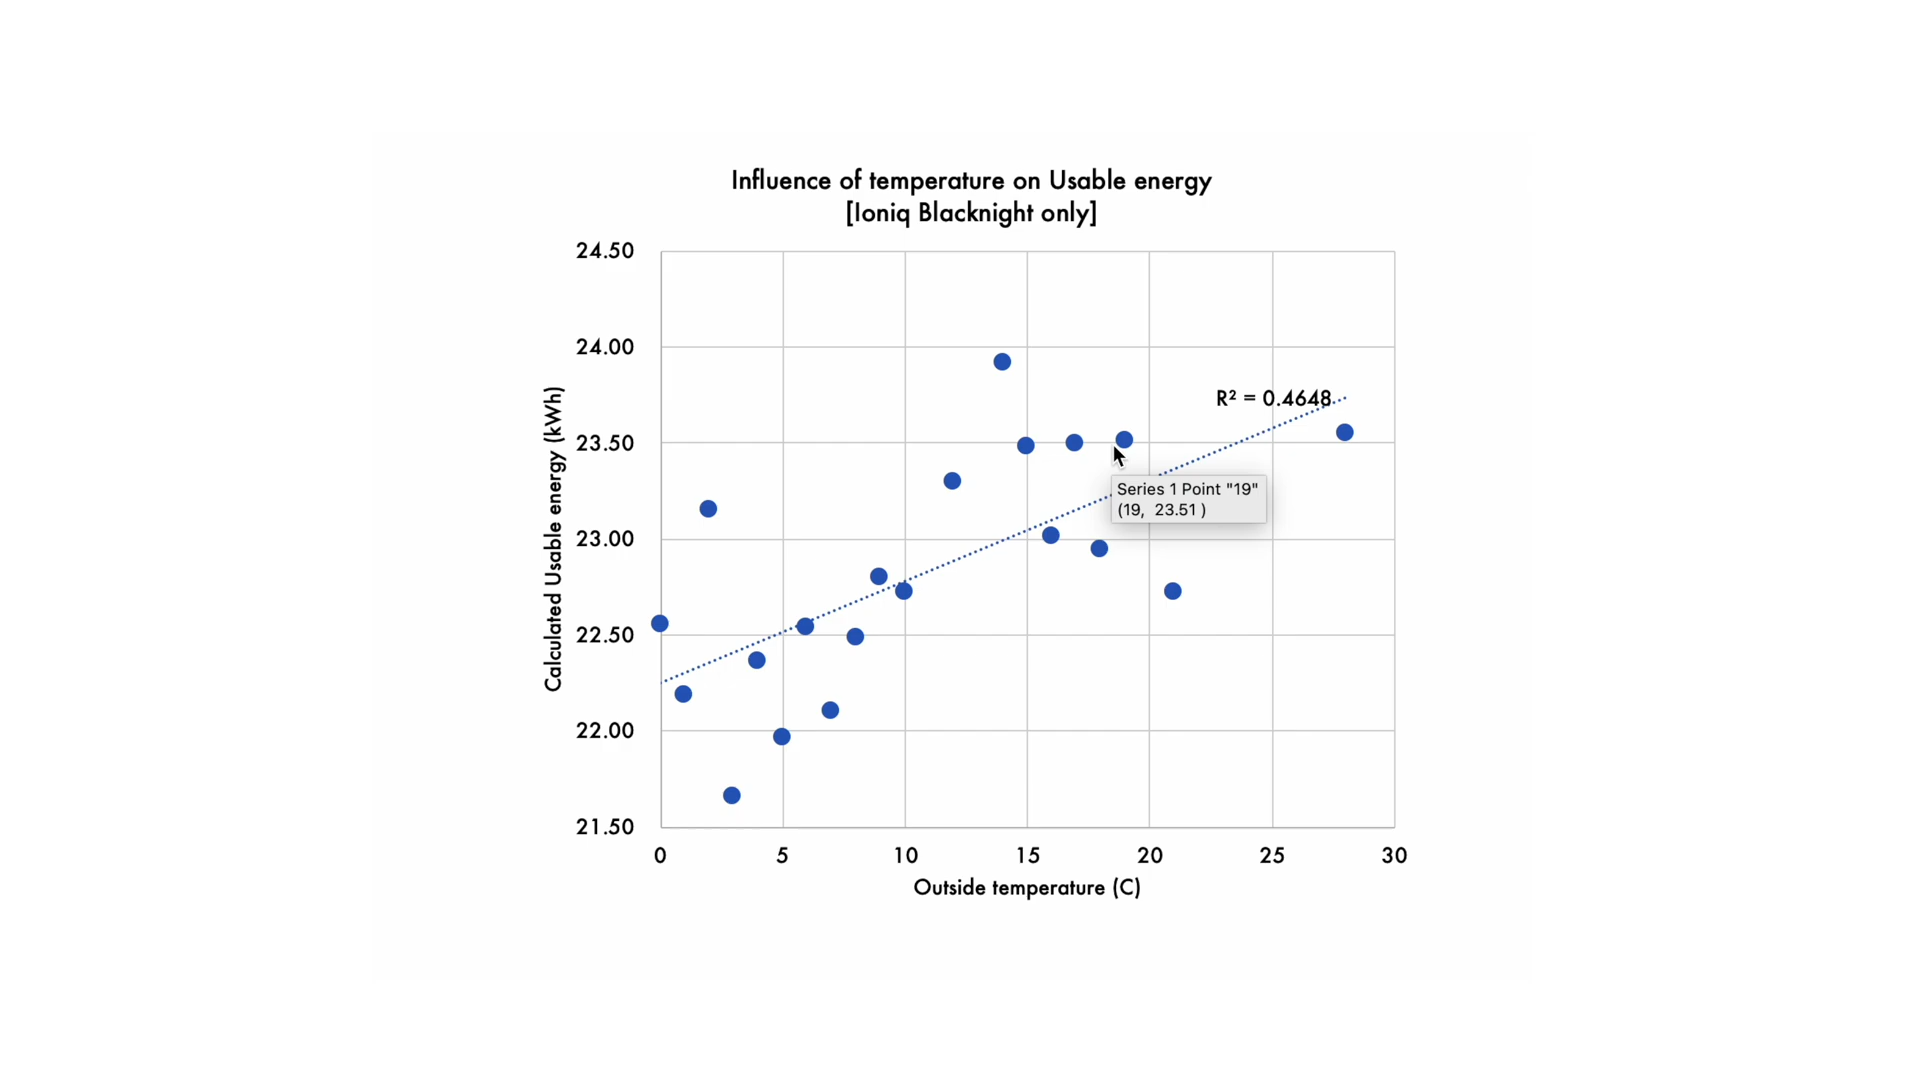 Influence of temperature on Usable energy
[Ioniq Blacknight only]
24.50
24.00
23.50
23.00
22.50
22.00
21.50
Calculated Usable energy (kWh)
R² = 0.4648
Series 1 Point "19"
(19, 23.51 )
0 5 10 15 20 25 30
Outside temperature (C)